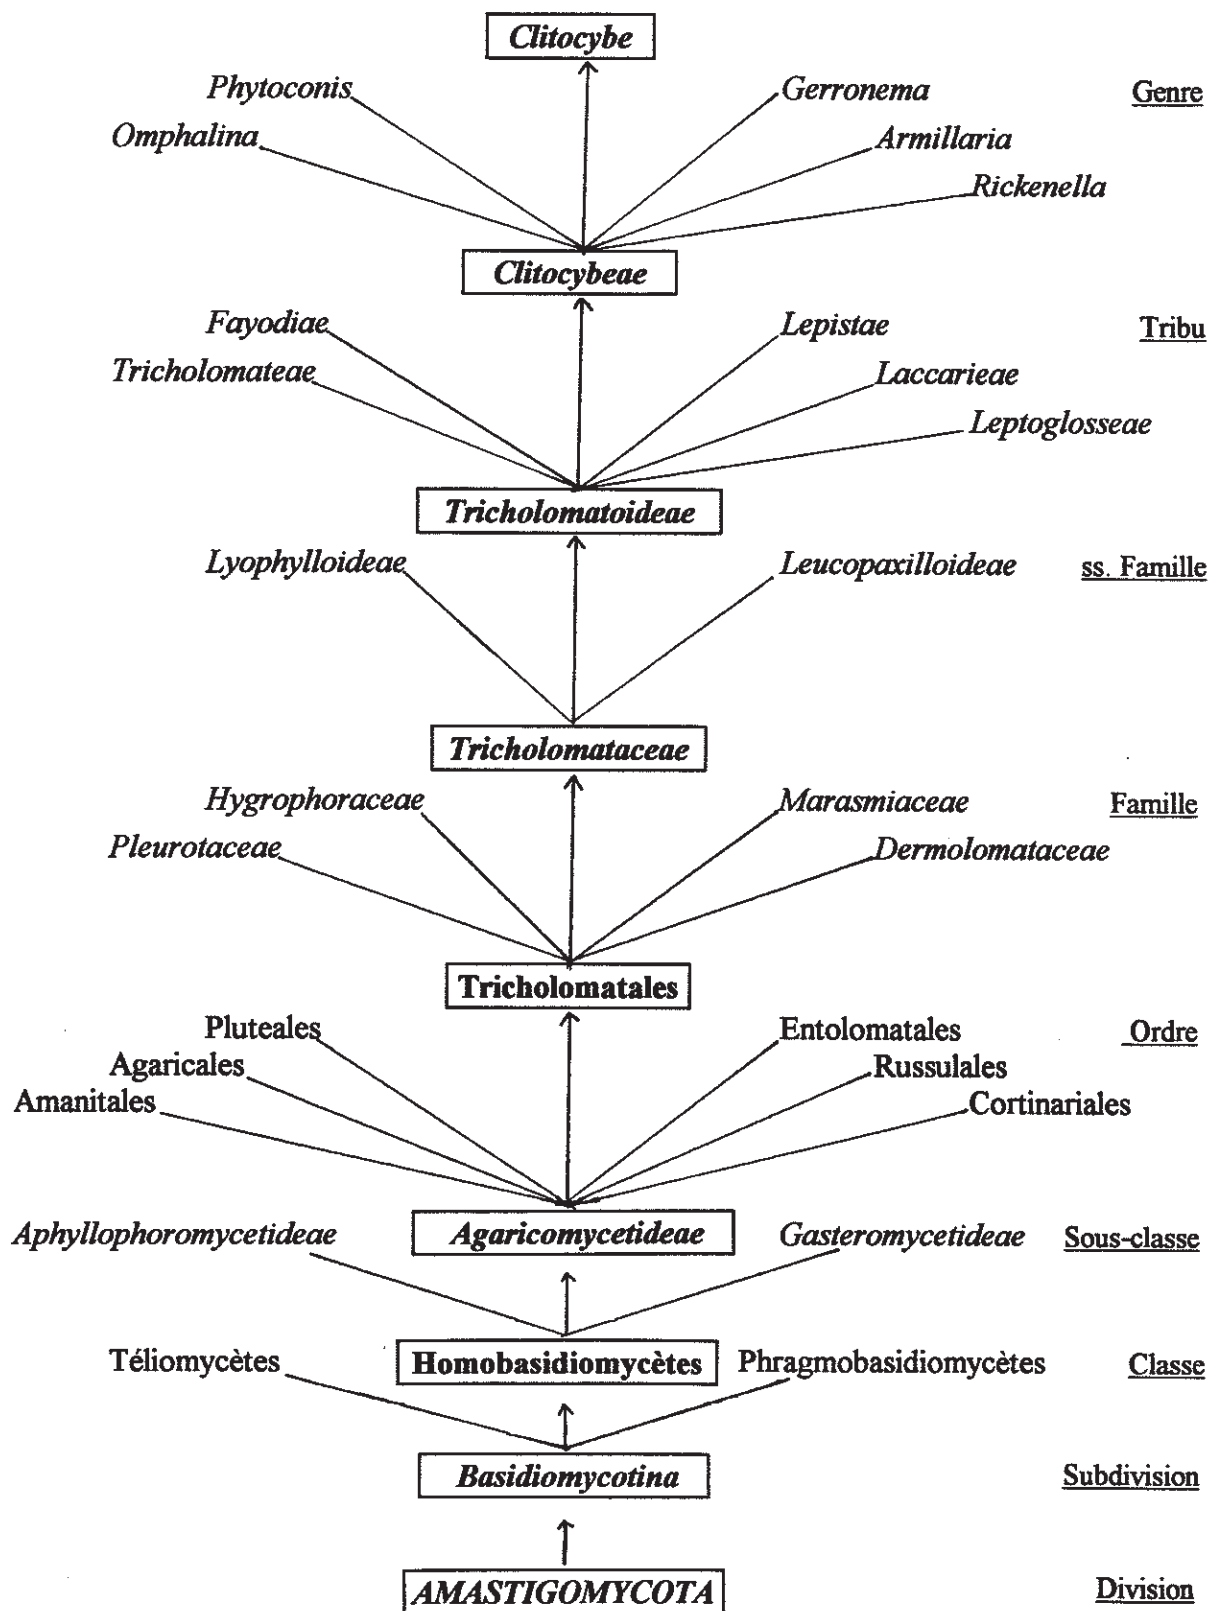 Clitocybe
Phytoconis Gerronema Genre
Omphalina Armillaria
Rickenella
Clitocybeae
Fayodiae Lepistae Tribu
Tricholomateae Laccarieae
Leptoglosseae
Tricholomatoideae
Lyophylloideae Leucopaxilloideae ss. Famille
Tricholomataceae
Hygrophoraceae Marasmiaceae Famille
Pleurotaceae Dermolomataceae
Tricholomatales
Pluteales Entolomatales Ordre
Agaricales Russulales
Amanitales Cortinariales
Aphyllophoromycetideae Agaricomycetideae Gasteromycetideae Sous-classe
Téliomycètes Homobasidiomycètes Phragmobasidiomycètes Classe
Basidiomycotina Subdivision
AMASTIGOMYCOTA Division